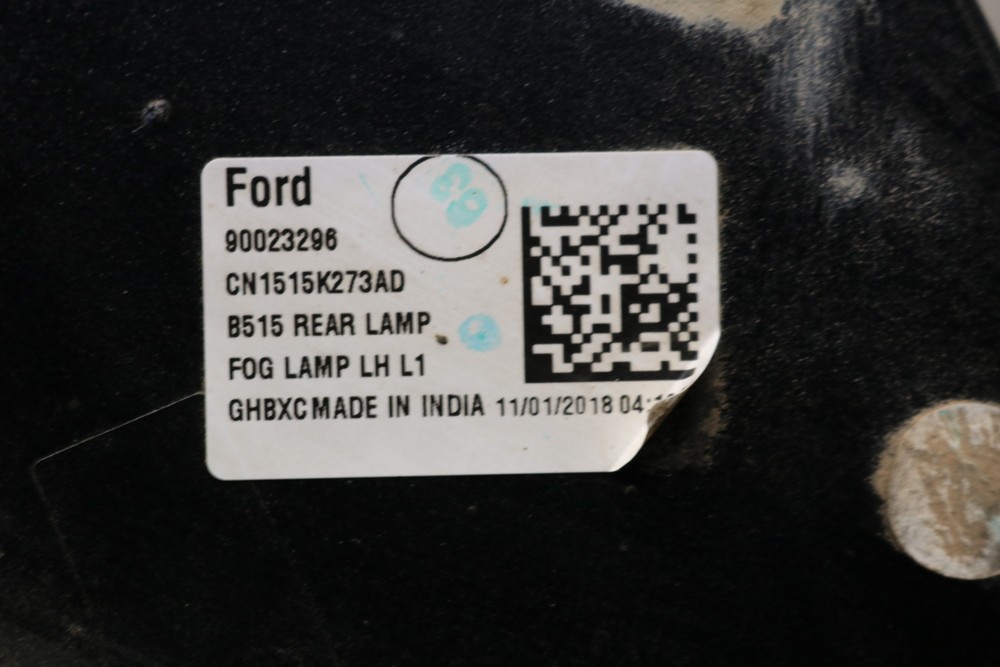 Ford
90023296
CN1515K273AD
B515 REAR LAMP
FOG LAMP LH L1
GHBXCMADE IN INDIA 11/01/2018